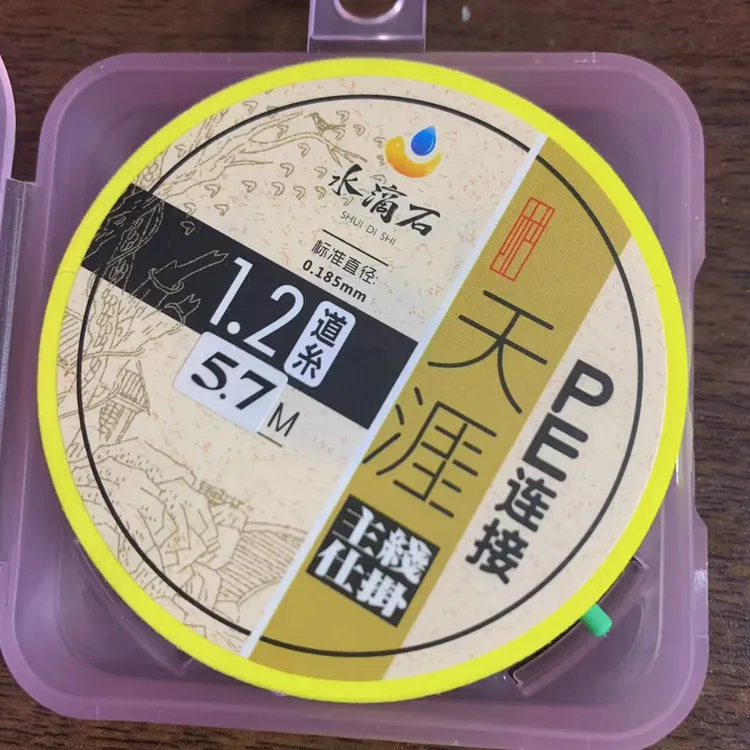 水滴石
SHUI DI SHI
标准直径:
0.185mm
1.2
道糸
5.7 M
天涯
PE连接
主綫
仕掛